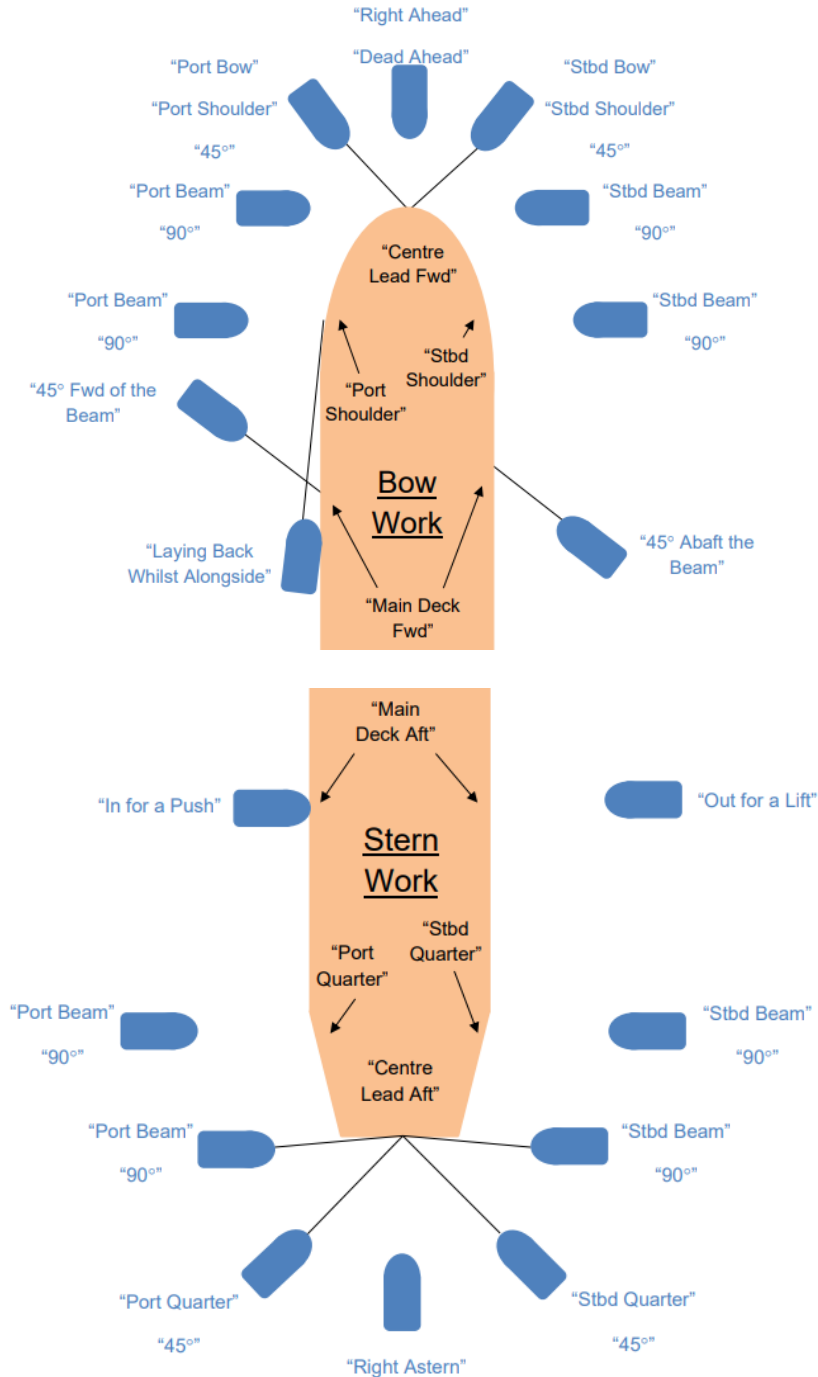 “Right Ahead”
“Dead Ahead”
“Port Bow”
“Stbd Bow”
“Port Shoulder”
“Stbd Shoulder”
“45°”
“45°”
“Port Beam”
“Stbd Beam”
“90°”
“90°”
“Centre
Lead Fwd”
“Port Beam”
“Stbd Beam”
“90°”
“90°”
“Stbd
Shoulder”
“Port
Shoulder”
“45° Fwd of the
Beam”
Bow
Work
“Laying Back
Whilst Alongside”
“45° Abaft the
Beam”
“Main Deck
Fwd”
“Main
Deck Aft”
“In for a Push”
“Out for a Lift”
Stern
Work
“Stbd
Quarter”
“Port
Quarter”
“Port Beam”
“Stbd Beam”
“90°”
“90°”
“Centre
Lead Aft”
“Port Beam”
“Stbd Beam”
“90°”
“90°”
“Port Quarter”
“Stbd Quarter”
“45°”
“45°”
“Right Astern”